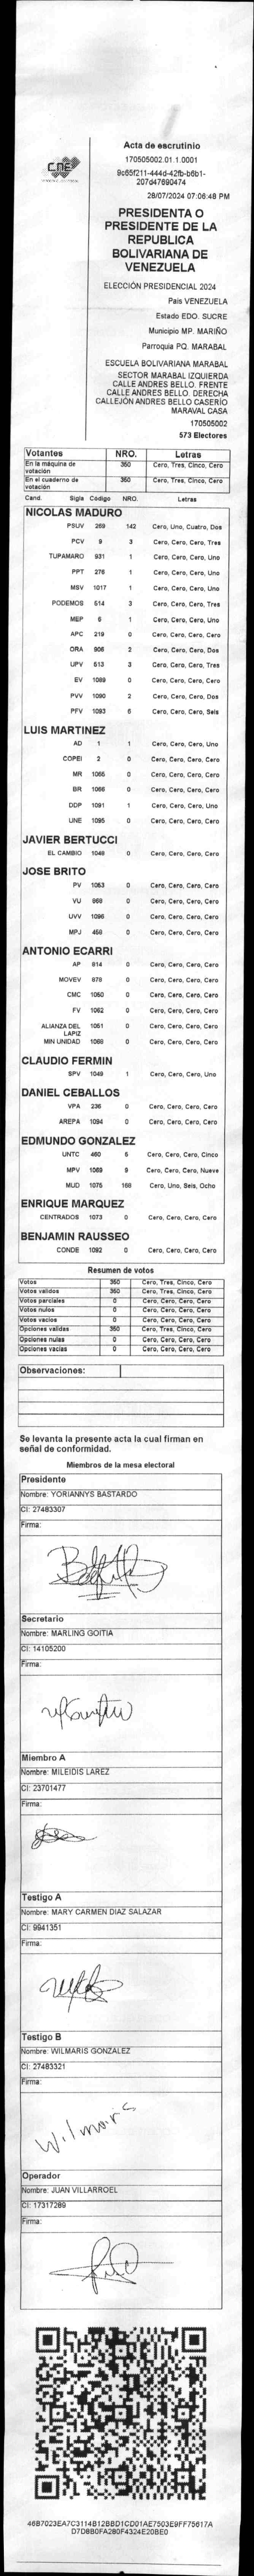 CNE
Acta de escrutinio
170505002.01.1.0001
9c65f211-444d-42fb-b6b1-
207d47690474
28/07/2024 07:06:48 PM
PRESIDENTA O
PRESIDENTE DE LA
REPUBLICA
BOLIVARIANA DE
VENEZUELA
ELECCIÓN PRESIDENCIAL 2024
País VENEZUELA
Estado EDO. SUCRE
Municipio MP. MARIÑO
Parroquia PQ. MARABAL
ESCUELA BOLIVARIANA MARABAL
SECTOR MARABAL IZQUIERDA
CALLE ANDRES BELLO. FRENTE
CALLE ANDRES BELLO. DERECHA
CALLEJÓN ANDRES BELLO CASERÍO
MARAVAL CASA
170505002
573 Electores
Votantes NRO. Letras
En la máquina de votación 350 Cero, Tres, Cinco, Cero
En el cuaderno de votación 350 Cero, Tres, Cinco, Cero
Cand. Sigla Código NRO. Letras
NICOLAS MADURO
PSUV 269 142 Cero, Uno, Cuatro, Dos
PCV 9 3 Cero, Cero, Cero, Tres
TUPAMARO 931 1 Cero, Cero, Cero, Uno
PPT 276 1 Cero, Cero, Cero, Uno
MSV 1017 1 Cero, Cero, Cero, Uno
PODEMOS 514 3 Cero, Cero, Cero, Tres
MEP 6 1 Cero, Cero, Cero, Uno
APC 219 0 Cero, Cero, Cero, Cero
ORA 906 2 Cero, Cero, Cero, Dos
UPV 613 3 Cero, Cero, Cero, Tres
EV 1089 0 Cero, Cero, Cero, Cero
PVV 1090 2 Cero, Cero, Cero, Dos
PFV 1093 6 Cero, Cero, Cero, Seis
LUIS MARTINEZ
AD 1 1 Cero, Cero, Cero, Uno
COPEI 2 0 Cero, Cero, Cero, Cero
MR 1065 0 Cero, Cero, Cero, Cero
BR 1066 0 Cero, Cero, Cero, Cero
DDP 1091 1 Cero, Cero, Cero, Uno
UNE 1095 0 Cero, Cero, Cero, Cero
JAVIER BERTUCCI
EL CAMBIO 1048 0 Cero, Cero, Cero, Cero
JOSE BRITO
PV 1063 0 Cero, Cero, Cero, Cero
VU 868 0 Cero, Cero, Cero, Cero
UVV 1096 0 Cero, Cero, Cero, Cero
MPJ 458 0 Cero, Cero, Cero, Cero
ANTONIO ECARRI
AP 814 0 Cero, Cero, Cero, Cero
MOVEV 878 0 Cero, Cero, Cero, Cero
CMC 1050 0 Cero, Cero, Cero, Cero
FV 1062 0 Cero, Cero, Cero, Cero
ALIANZA DEL LAPIZ 1051 0 Cero, Cero, Cero, Cero
MIN UNIDAD 1068 0 Cero, Cero, Cero, Cero
CLAUDIO FERMIN
SPV 1049 1 Cero, Cero, Cero, Uno
DANIEL CEBALLOS
VPA 236 0 Cero, Cero, Cero, Cero
AREPA 1094 0 Cero, Cero, Cero, Cero
EDMUNDO GONZALEZ
UNTC 460 5 Cero, Cero, Cero, Cinco
MPV 1069 9 Cero, Cero, Cero, Nueve
MUD 1075 168 Cero, Uno, Seis, Ocho
ENRIQUE MARQUEZ
CENTRADOS 1073 0 Cero, Cero, Cero, Cero
BENJAMIN RAUSSEO
CONDE 1092 0 Cero, Cero, Cero, Cero
Resumen de votos
Votos 350 Cero, Tres, Cinco, Cero
Votos válidos 350 Cero, Tres, Cinco, Cero
Votos parciales 0 Cero, Cero, Cero, Cero
Votos nulos 0 Cero, Cero, Cero, Cero
Votos vacíos 0 Cero, Cero, Cero, Cero
Opciones válidas 350 Cero, Tres, Cinco, Cero
Opciones nulas 0 Cero, Cero, Cero, Cero
Opciones vacías 0 Cero, Cero, Cero, Cero
Observaciones:
Se levanta la presente acta la cual firman en
señal de conformidad.
Miembros de la mesa electoral
Presidente
Nombre: YORIANNYS BASTARDO
CI: 27483307
Firma:
Secretario
Nombre: MARLING GOITIA
CI: 14105200
Firma:
Miembro A
Nombre: MILEIDIS LAREZ
CI: 23701477
Firma:
Testigo A
Nombre: MARY CARMEN DIAZ SALAZAR
CI: 9941351
Firma:
Testigo B
Nombre: WILMARIS GONZALEZ
CI: 27483321
Firma:
Wilmaris
Operador
Nombre: JUAN VILLARROEL
CI: 17317289
Firma:
46B7023EA7C3114B12BBD1CD01AE7503E9FF75617A
D7D8B0FA280F4324E20BE0